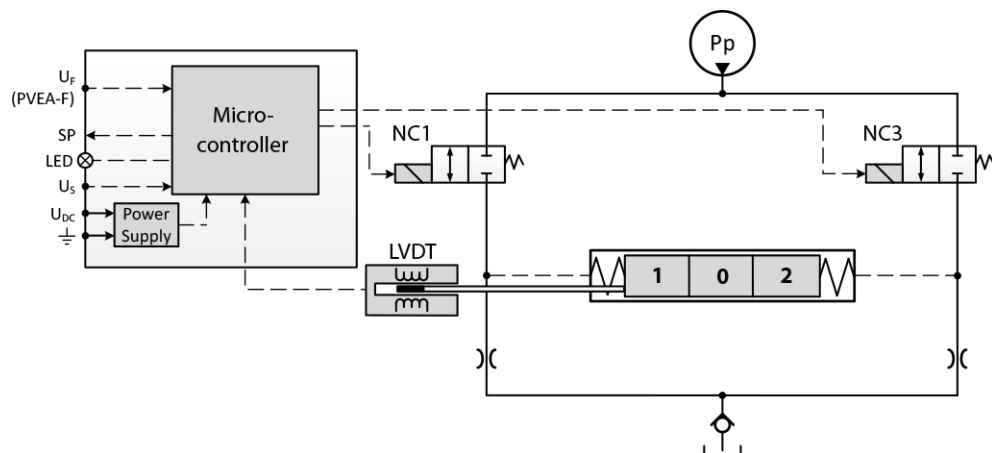 Pp
U_F
(PVEA-F)
SP
LED
U_S
U_DC
Micro-
controller
Power
Supply
NC1
NC3
LVDT
1 0 2